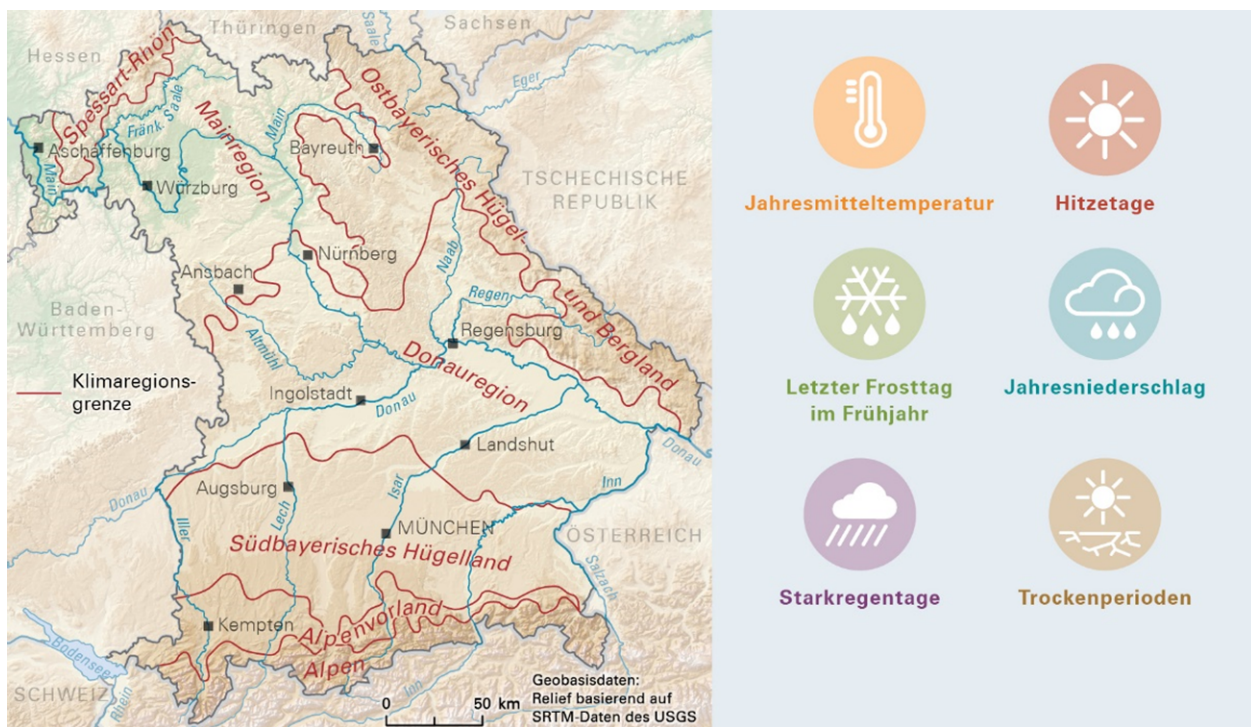 Thüringen
Sachsen
Hessen
Saale
Eger
Spessart-Rhön
Fränk. Saale
Mainregion
Main
Ostbayerisches Hügel-
und Bergland
Aschaffenburg
Main
Würzburg
Bayreuth
TSCHECHISCHE
REPUBLIK
Nürnberg
Naab
Ansbach
Regen
Baden-
Württemberg
Altmühl
Regensburg
Donauregion
Klimaregions-
grenze
Ingolstadt
Donau
Landshut
Donau
Donau
Augsburg
Isar
Inn
Iller
Lech
MÜNCHEN
ÖSTERREICH
Südbayerisches Hügelland
Salzach
Alpenvorland
Kempten
Bodensee
Alpen
SCHWEIZ
Rhein
Inn
0 50 km
Geobasisdaten:
Relief basierend auf
SRTM-Daten des USGS
Jahresmitteltemperatur
Hitzetage
Letzter Frosttag
im Frühjahr
Jahresniederschlag
Starkregentage
Trockenperioden